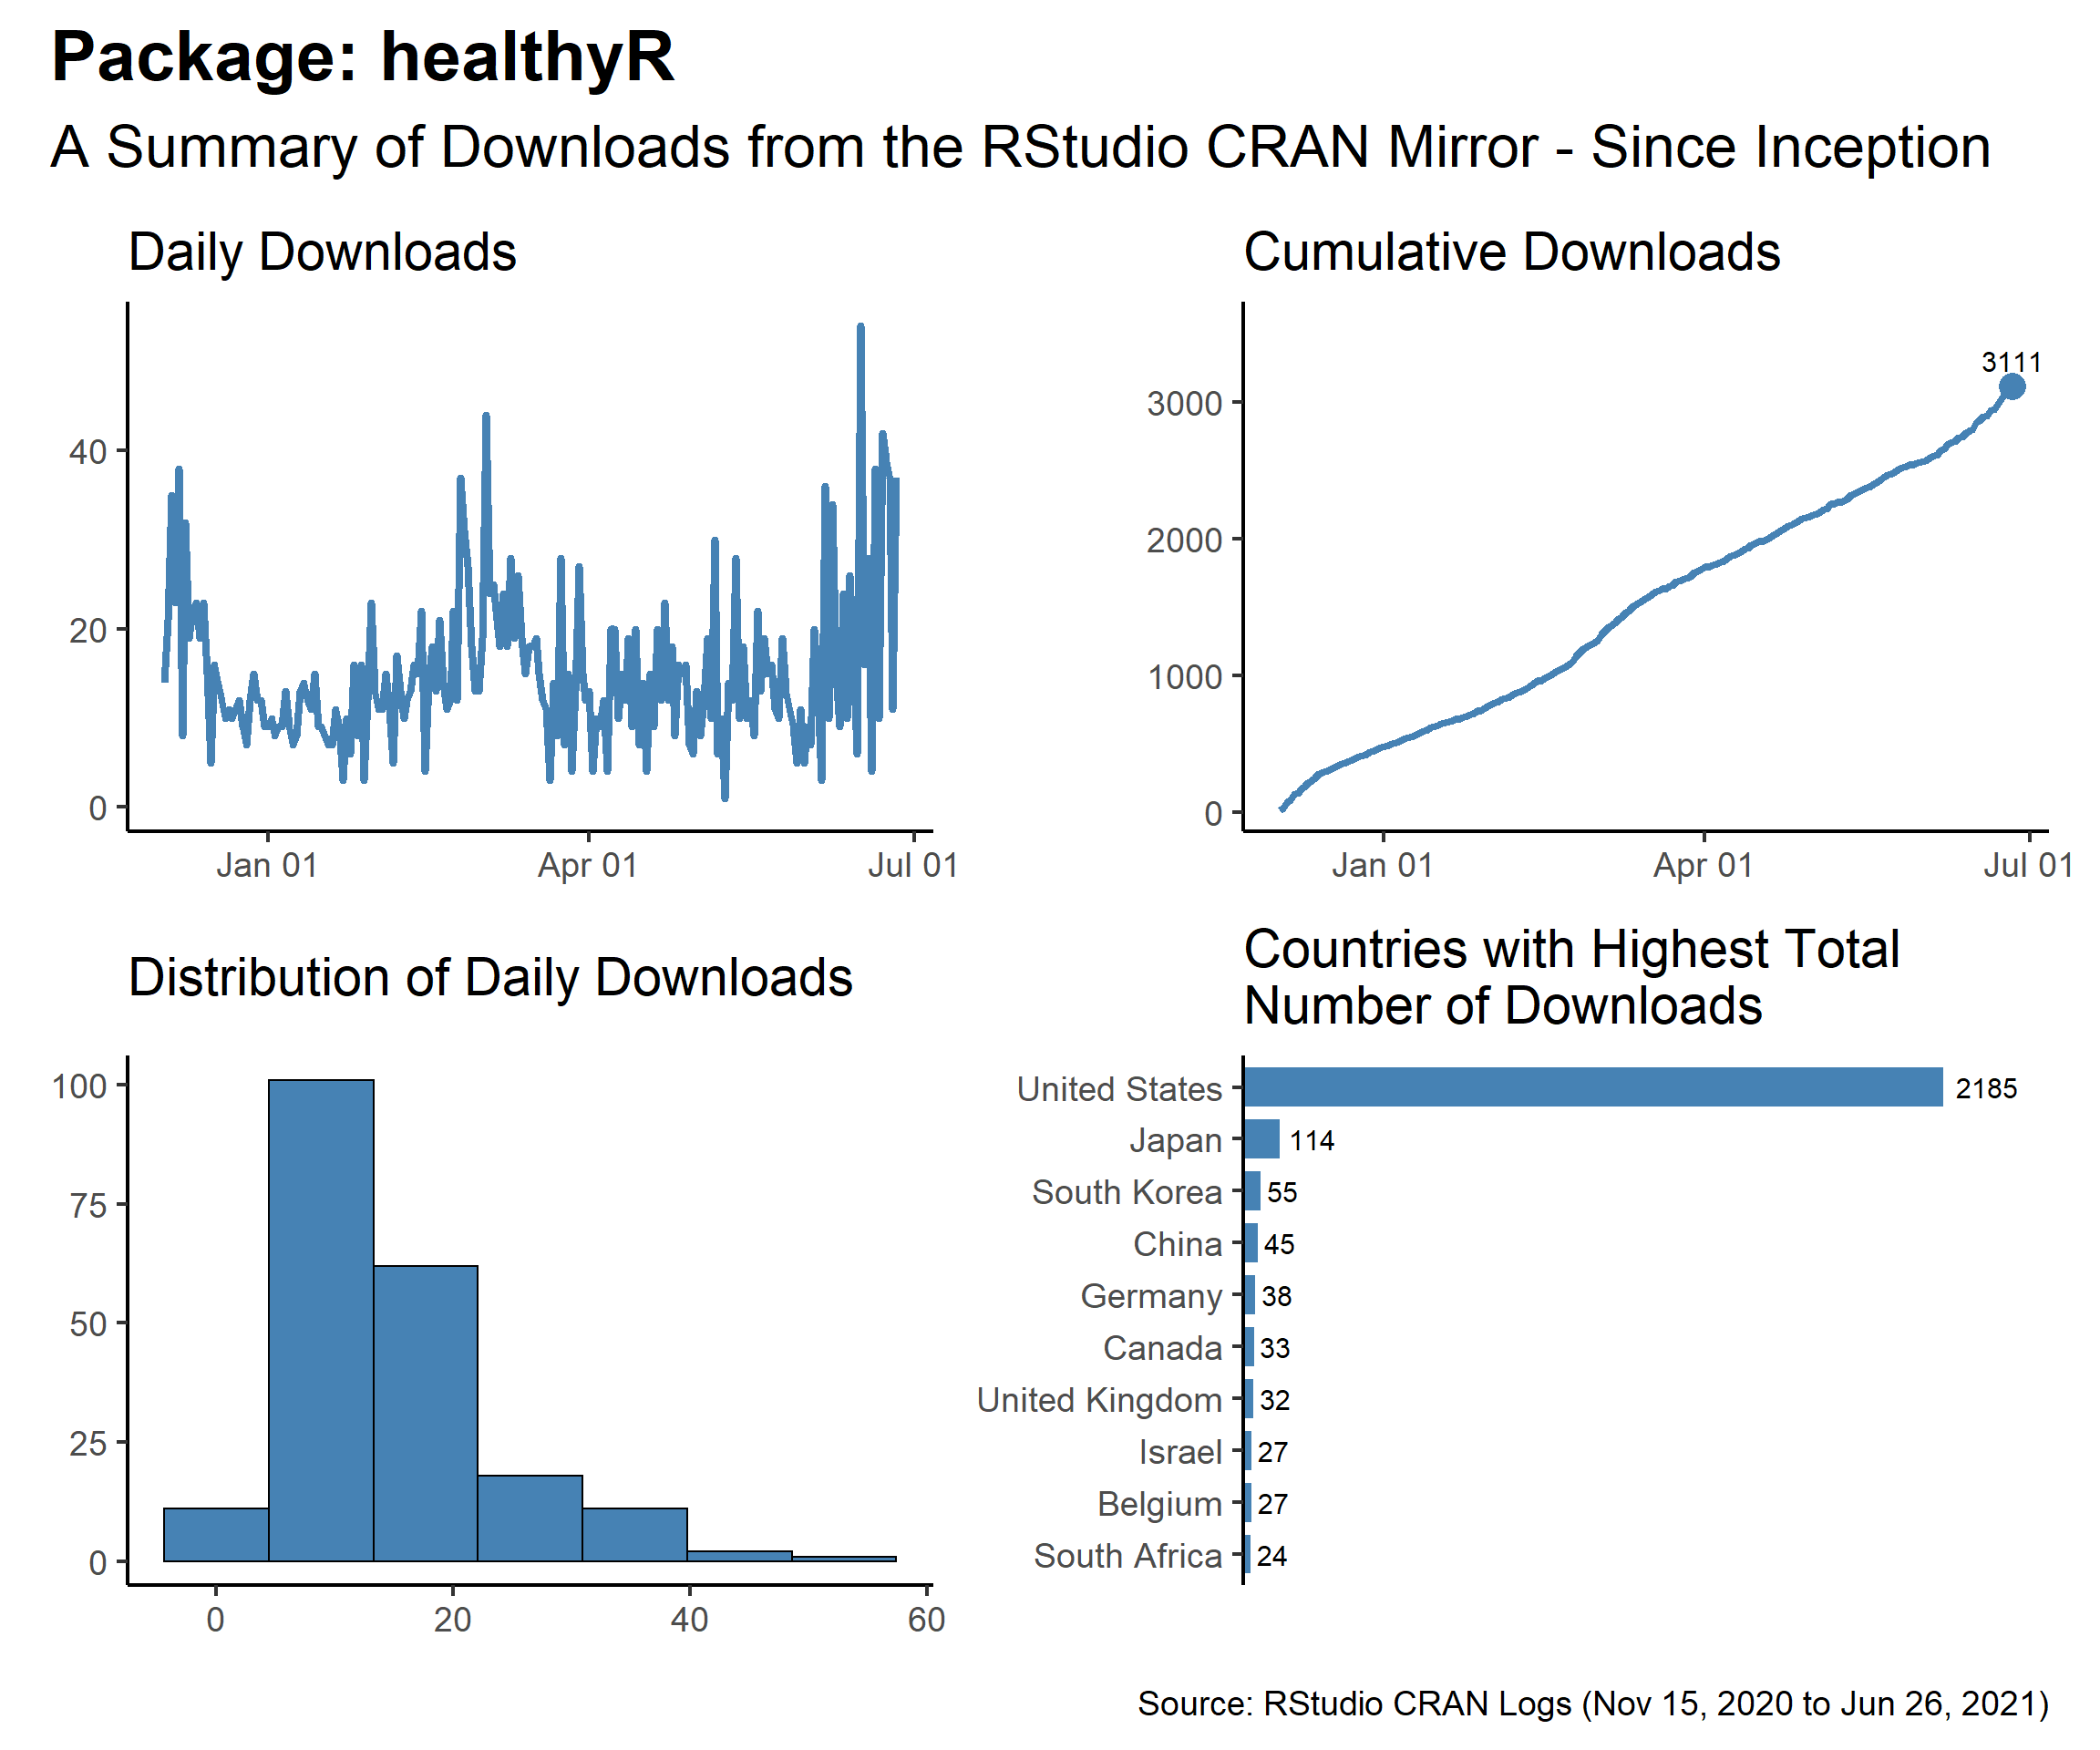 Package: healthyR
A Summary of Downloads from the RStudio CRAN Mirror - Since Inception
Daily Downloads
40
20
0
Jan 01
Apr 01
Jul 01
Cumulative Downloads
3111
3000
2000
1000
0
Jan 01
Apr 01
Jul 01
Distribution of Daily Downloads
100
75
50
25
0
0
20
40
60
Countries with Highest Total
Number of Downloads
United States 2185
Japan 114
South Korea 55
China 45
Germany 38
Canada 33
United Kingdom 32
Israel 27
Belgium 27
South Africa 24
Source: RStudio CRAN Logs (Nov 15, 2020 to Jun 26, 2021)